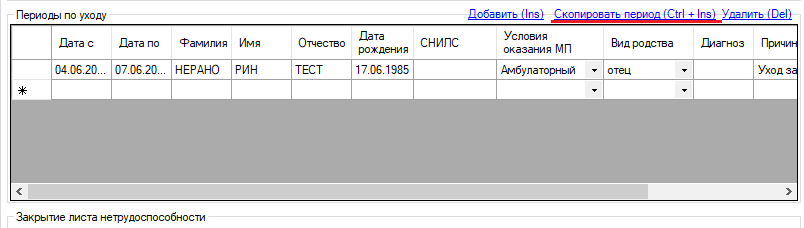 Периоды по уходу Добавить (Ins) Скопировать период (Ctrl + Ins) Удалить (Del)
Дата с Дата по Фамилия Имя Отчество Дата рождения СНИЛС Условия оказания МП Вид родства Диагноз Причин
04.06.20... 07.06.20... НЕРАНО РИН ТЕСТ 17.06.1985 Амбулаторный отец Уход за
Закрытие листа нетрудоспособности